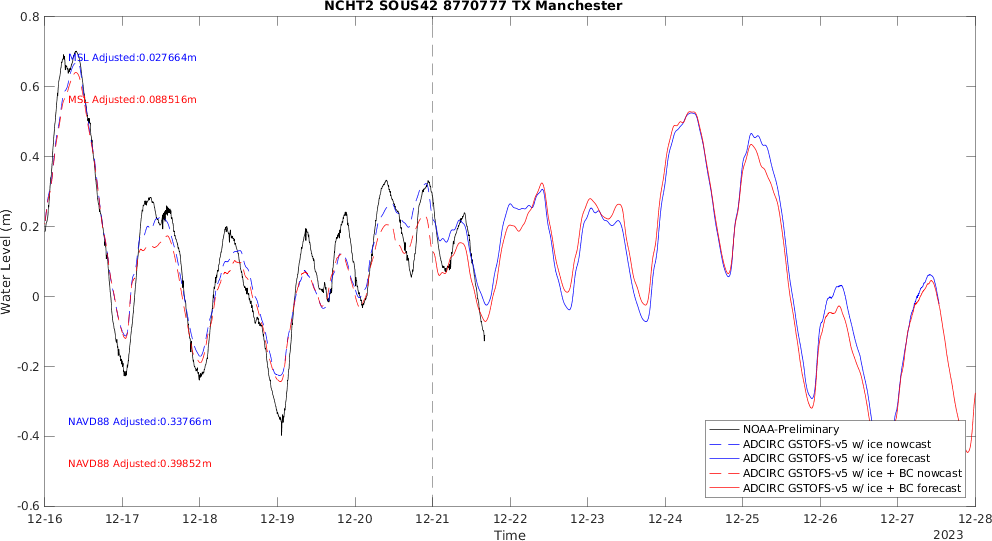 NCHT2 SOUS42 8770777 TX Manchester
0.8
0.6
0.4
0.2
0
-0.2
-0.4
-0.6
Water Level (m)
MSL Adjusted:0.027664m
MSL Adjusted:0.088516m
NAVD88 Adjusted:0.33766m
NAVD88 Adjusted:0.39852m
NOAA-Preliminary
ADCIRC GSTOFS-v5 w/ ice nowcast
ADCIRC GSTOFS-v5 w/ ice forecast
ADCIRC GSTOFS-v5 w/ ice + BC nowcast
ADCIRC GSTOFS-v5 w/ ice + BC forecast
12-16 12-17 12-18 12-19 12-20 12-21 12-22 12-23 12-24 12-25 12-26 12-27 12-28
Time
2023